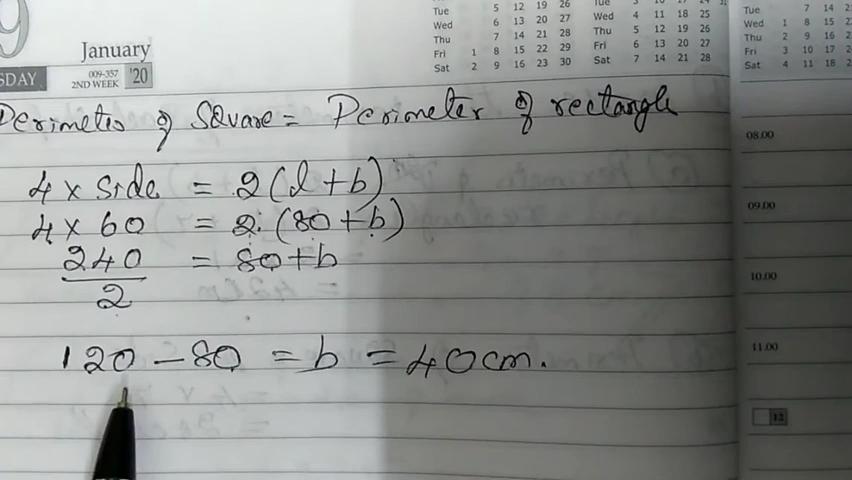 9
January
SDAY
009-357
2ND WEEK
'20
Tue 5 12 19 26
Wed 6 13 20 27
Thu 7 14 21 28
Fri 1 8 15 22 29
Sat 2 9 16 23 30
Tue
Wed 4 11 18 25
Thu 5 12 19 26
Fri 6 13 20 27
Sat 7 14 21 28
Tue 7 14 21
Wed 1 8 15
Thu 2 9 16
Fri 3 10 17
Sat 4 11 18
Perimeter of Square = Perimeter of rectangle
4 x Side = 2(l+b)
4 x 60 = 2. (80+b)
240/2 = 80+b
120 - 80 = b = 40cm.
08.00
09.00
10.00
11.00
12